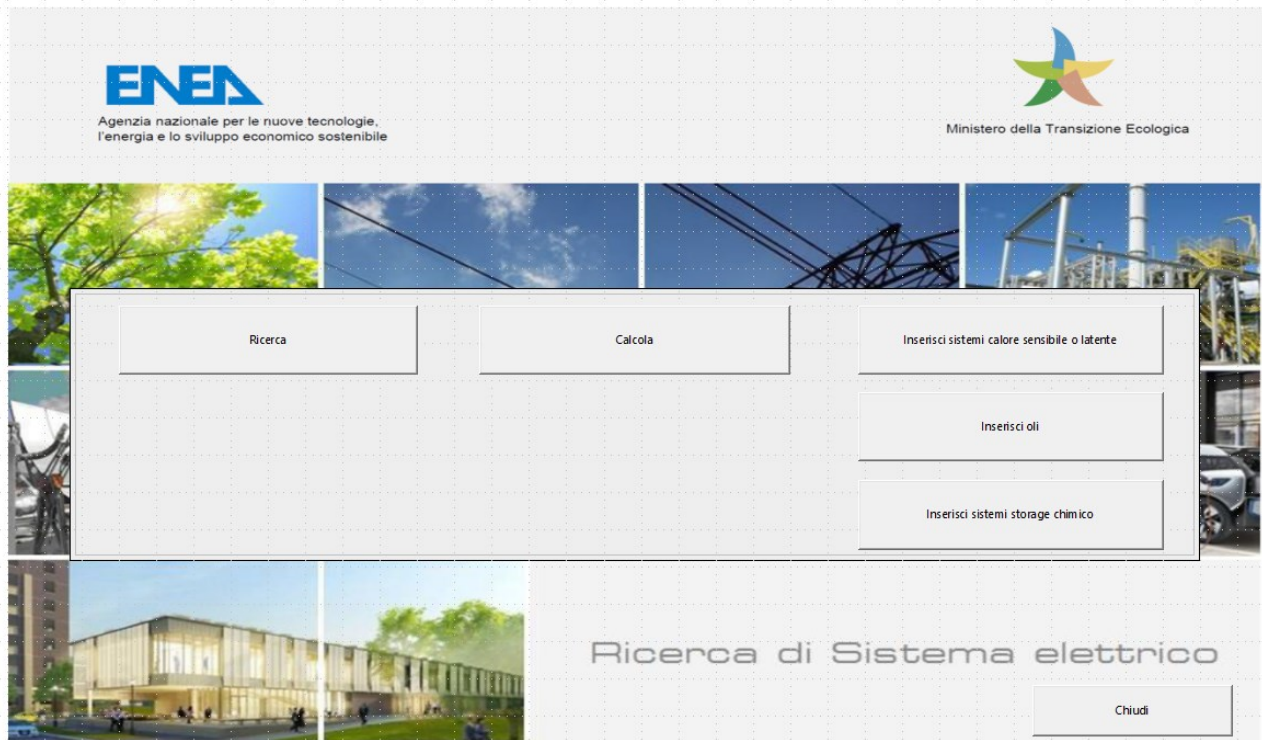 ENEA
Agenzia nazionale per le nuove tecnologie,
l'energia e lo sviluppo economico sostenibile
Ministero della Transizione Ecologica
Ricerca
Calcola
Inserisci sistemi calore sensibile o latente
Inserisci oli
Inserisci sistemi storage chimico
Ricerca di Sistema elettrico
Chiudi